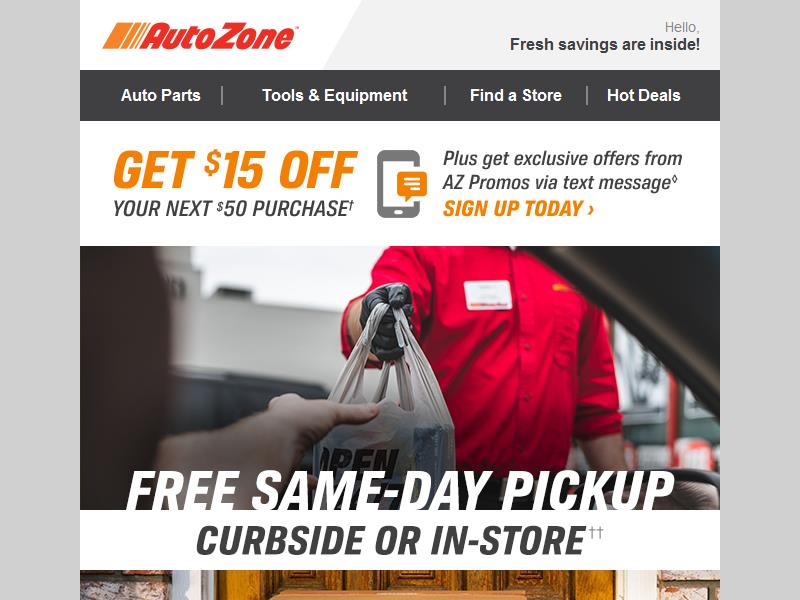 AutoZone
Hello,
Fresh savings are inside!
Auto Parts | Tools & Equipment | Find a Store | Hot Deals
GET $15 OFF
YOUR NEXT $50 PURCHASE†
Plus get exclusive offers from
AZ Promos via text message◊
SIGN UP TODAY ›
OPEN
FREE SAME-DAY PICKUP
CURBSIDE OR IN-STORE††